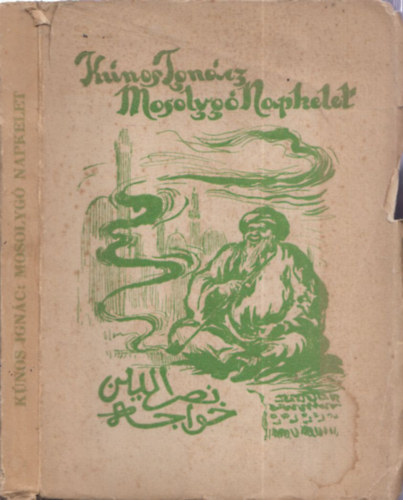 KÚNOS IGNÁC: MOSOLYGÓ NAPKELET
Kúnos Ignácz
Mosolygó Napkelet
نصر الدين
خواجه